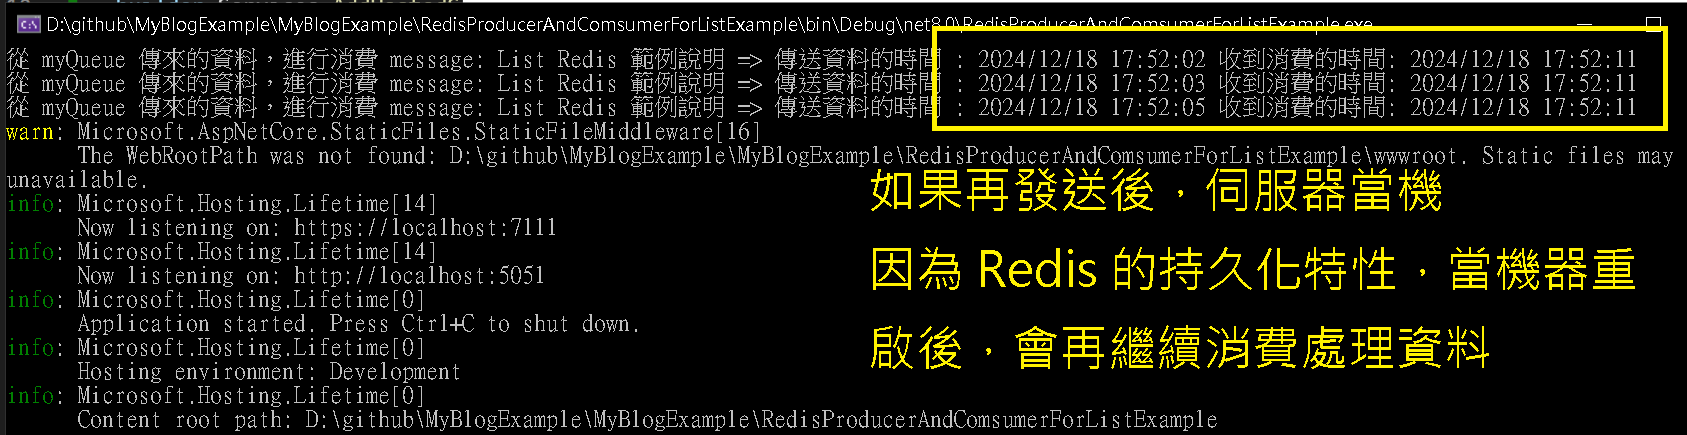 D:\github\MyBlogExample\MyBlogExample\RedisProducerAndComsumerForListExample\bin\Debug\net8.0\RedisProducerAndComsumerForListExample.exe
從 myQueue 傳來的資料，進行消費 message: List Redis 範例說明 => 傳送資料的時間 : 2024/12/18 17:52:02 收到消費的時間: 2024/12/18 17:52:11
從 myQueue 傳來的資料，進行消費 message: List Redis 範例說明 => 傳送資料的時間 : 2024/12/18 17:52:03 收到消費的時間: 2024/12/18 17:52:11
從 myQueue 傳來的資料，進行消費 message: List Redis 範例說明 => 傳送資料的時間 : 2024/12/18 17:52:05 收到消費的時間: 2024/12/18 17:52:11
warn: Microsoft.AspNetCore.StaticFiles.StaticFileMiddleware[16]
The WebRootPath was not found: D:\github\MyBlogExample\MyBlogExample\RedisProducerAndComsumerForListExample\wwwroot. Static files may
unavailable.
info: Microsoft.Hosting.Lifetime[14]
Now listening on: https://localhost:7111
info: Microsoft.Hosting.Lifetime[14]
Now listening on: http://localhost:5051
info: Microsoft.Hosting.Lifetime[0]
Application started. Press Ctrl+C to shut down.
info: Microsoft.Hosting.Lifetime[0]
Hosting environment: Development
info: Microsoft.Hosting.Lifetime[0]
Content root path: D:\github\MyBlogExample\MyBlogExample\RedisProducerAndComsumerForListExample
如果再發送後，伺服器當機
因為 Redis 的持久化特性，當機器重
啟後，會再繼續消費處理資料